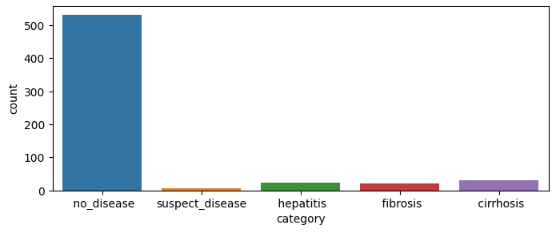 500
400
300
200
100
0
count
no_disease suspect_disease hepatitis fibrosis cirrhosis
category